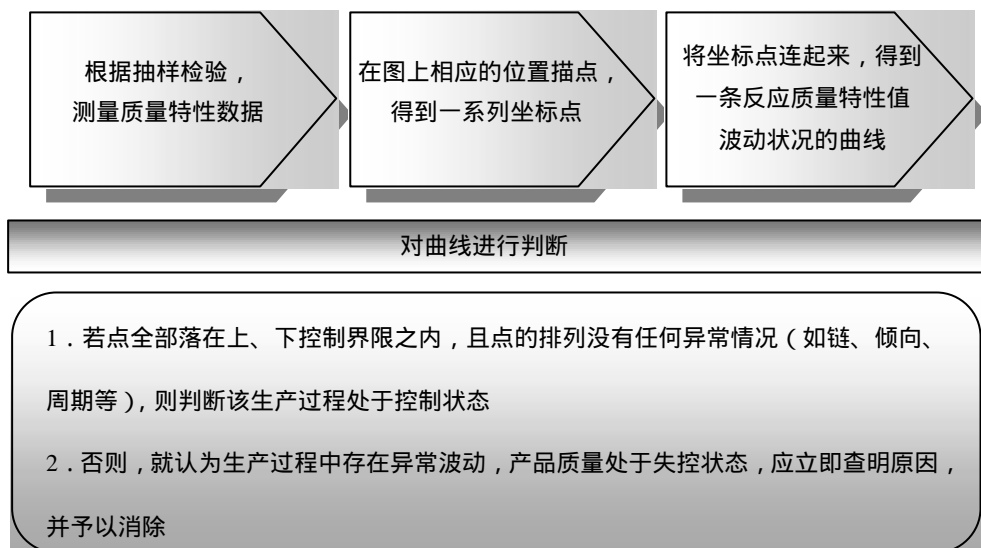 根据抽样检验，
测量质量特性数据
在图上相应的位置描点，
得到一系列坐标点
将坐标点连起来，得到
一条反应质量特性值
波动状况的曲线
对曲线进行判断
1．若点全部落在上、下控制界限之内，且点的排列没有任何异常情况（如链、倾向、
周期等），则判断该生产过程处于控制状态
2．否则，就认为生产过程中存在异常波动，产品质量处于失控状态，应立即查明原因，
并予以消除